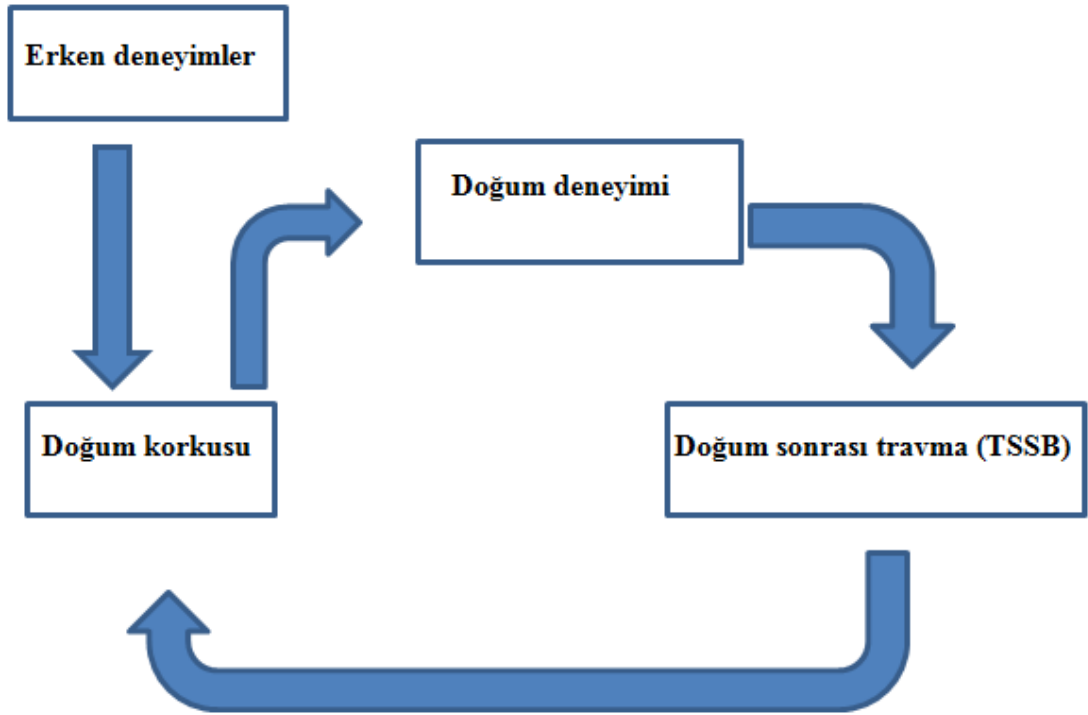 Erken deneyimler
Doğum deneyimi
Doğum korkusu
Doğum sonrası travma (TSSB)